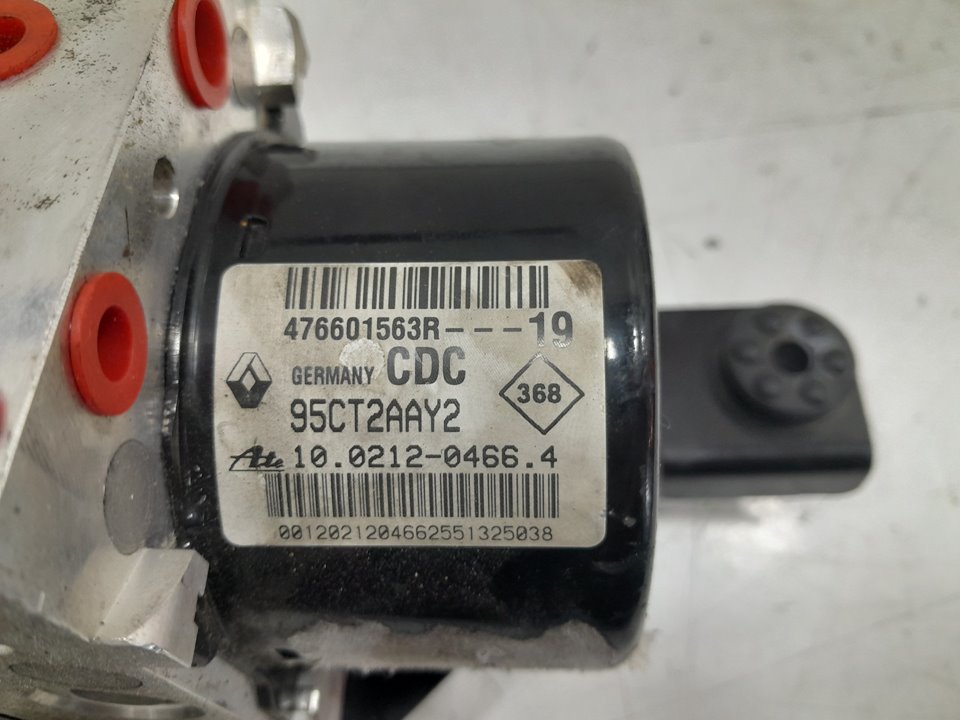 476601563R---19
GERMANY CDC
368
95CT2AAY2
Ate 10.0212-0466.4
0012021204662551325038